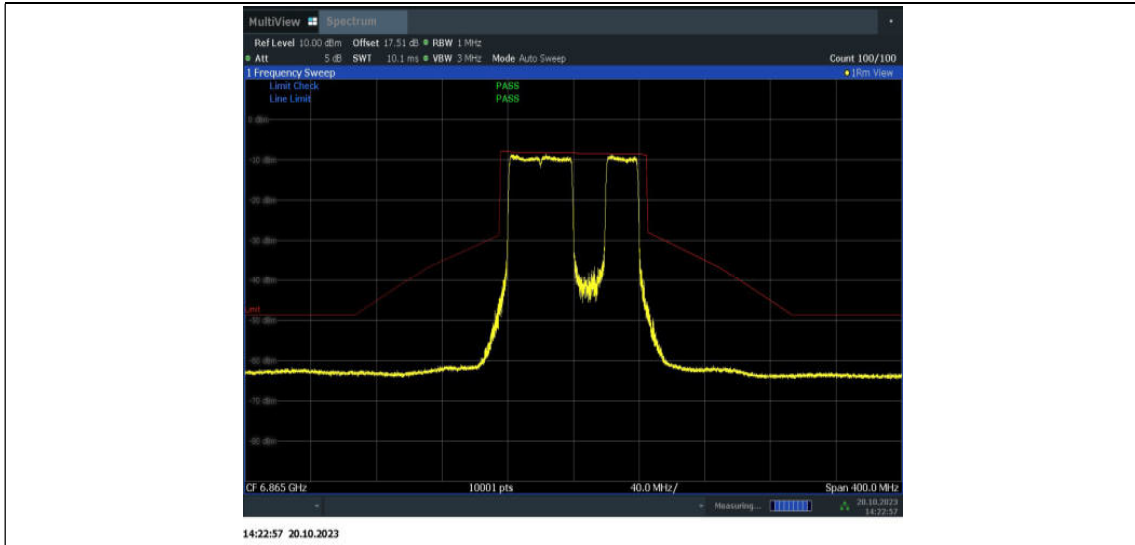 MultiView Spectrum
Ref Level 10.00 dBm Offset 17.51 dB RBW 1 MHz
Att 5 dB SWT 10.1 ms VBW 3 MHz Mode Auto Sweep Count 100/100
1 Frequency Sweep 1Rm View
Limit Check PASS
Line Limit PASS
0 dBm
-10 dBm
-20 dBm
-30 dBm
-40 dBm
-50 dBm
-60 dBm
-70 dBm
-80 dBm
CF 6.865 GHz 10001 pts 40.0 MHz/ Span 400.0 MHz
Measuring... 20.10.2023
14:22:57
14:22:57 20.10.2023